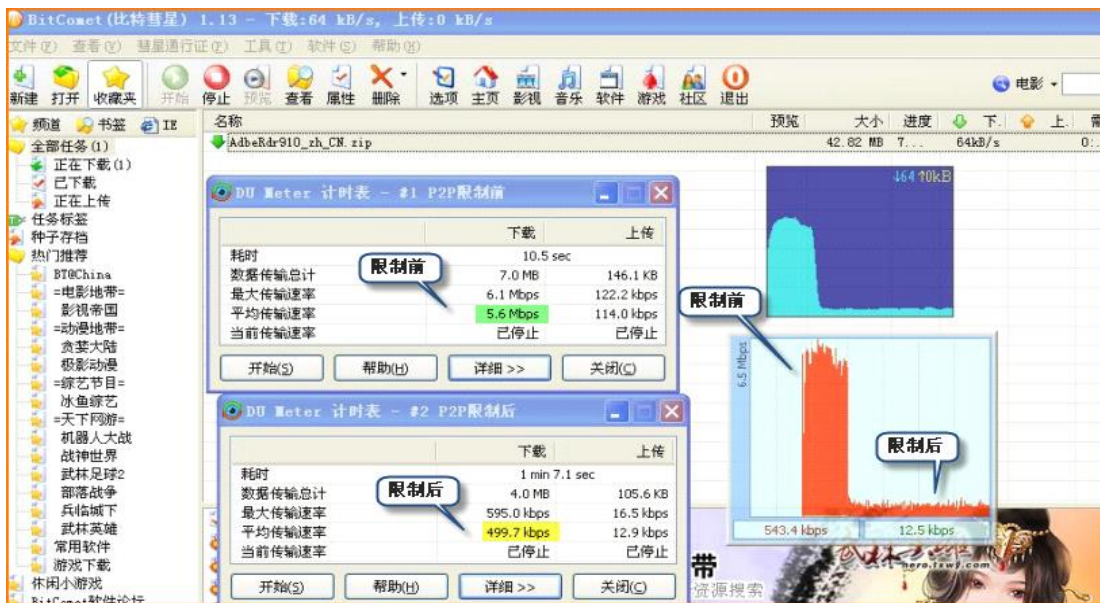 BitComet(比特彗星) 1.13 - 下载:64 kB/s, 上传:0 kB/s
文件(F) 查看(V) 彗星通行证(P) 工具(T) 软件(S) 帮助(H)
新建 打开 收藏夹 开始 停止 预览 查看 属性 删除 选项 主页 影视 音乐 软件 游戏 社区 退出 电影
频道 书签 IE
名称 预览 大小 进度 下. 上.
AdbeRdr910_zh_CN.zip 42.82 MB 7... 64kB/s 0:.
全部任务(1)
正在下载(1)
已下载
正在上传
任务标签
种子存档
热门推荐
BT@China
=电影地带=
影视帝国
=动漫地带=
贪婪大陆
极影动漫
=综艺节目=
冰鱼综艺
=天下网游=
机器人大战
战神世界
武林足球2
部落战争
兵临城下
武林英雄
常用软件
游戏下载
休闲小游戏
BitComet软件论坛
DU Meter 计时表 - #1 P2P限制前
下载 上传
耗时 10.5 sec
数据传输总计 7.0 MB 146.1 KB
最大传输速率 6.1 Mbps 122.2 kbps
平均传输速率 5.6 Mbps 114.0 kbps
当前传输速率 已停止 已停止
开始(S) 帮助(H) 详细 >> 关闭(C)
限制前
DU Meter 计时表 - #2 P2P限制后
下载 上传
耗时 1 min 7.1 sec
数据传输总计 4.0 MB 105.6 KB
最大传输速率 595.0 kbps 16.5 kbps
平均传输速率 499.7 kbps 12.9 kbps
当前传输速率 已停止 已停止
开始(S) 帮助(H) 详细 >> 关闭(C)
限制后
↓64 ↑0kB
限制前
6.5 Mbps
限制后
543.4 kbps 12.5 kbps
武林英雄
hero.txwy.com
带
资源搜索